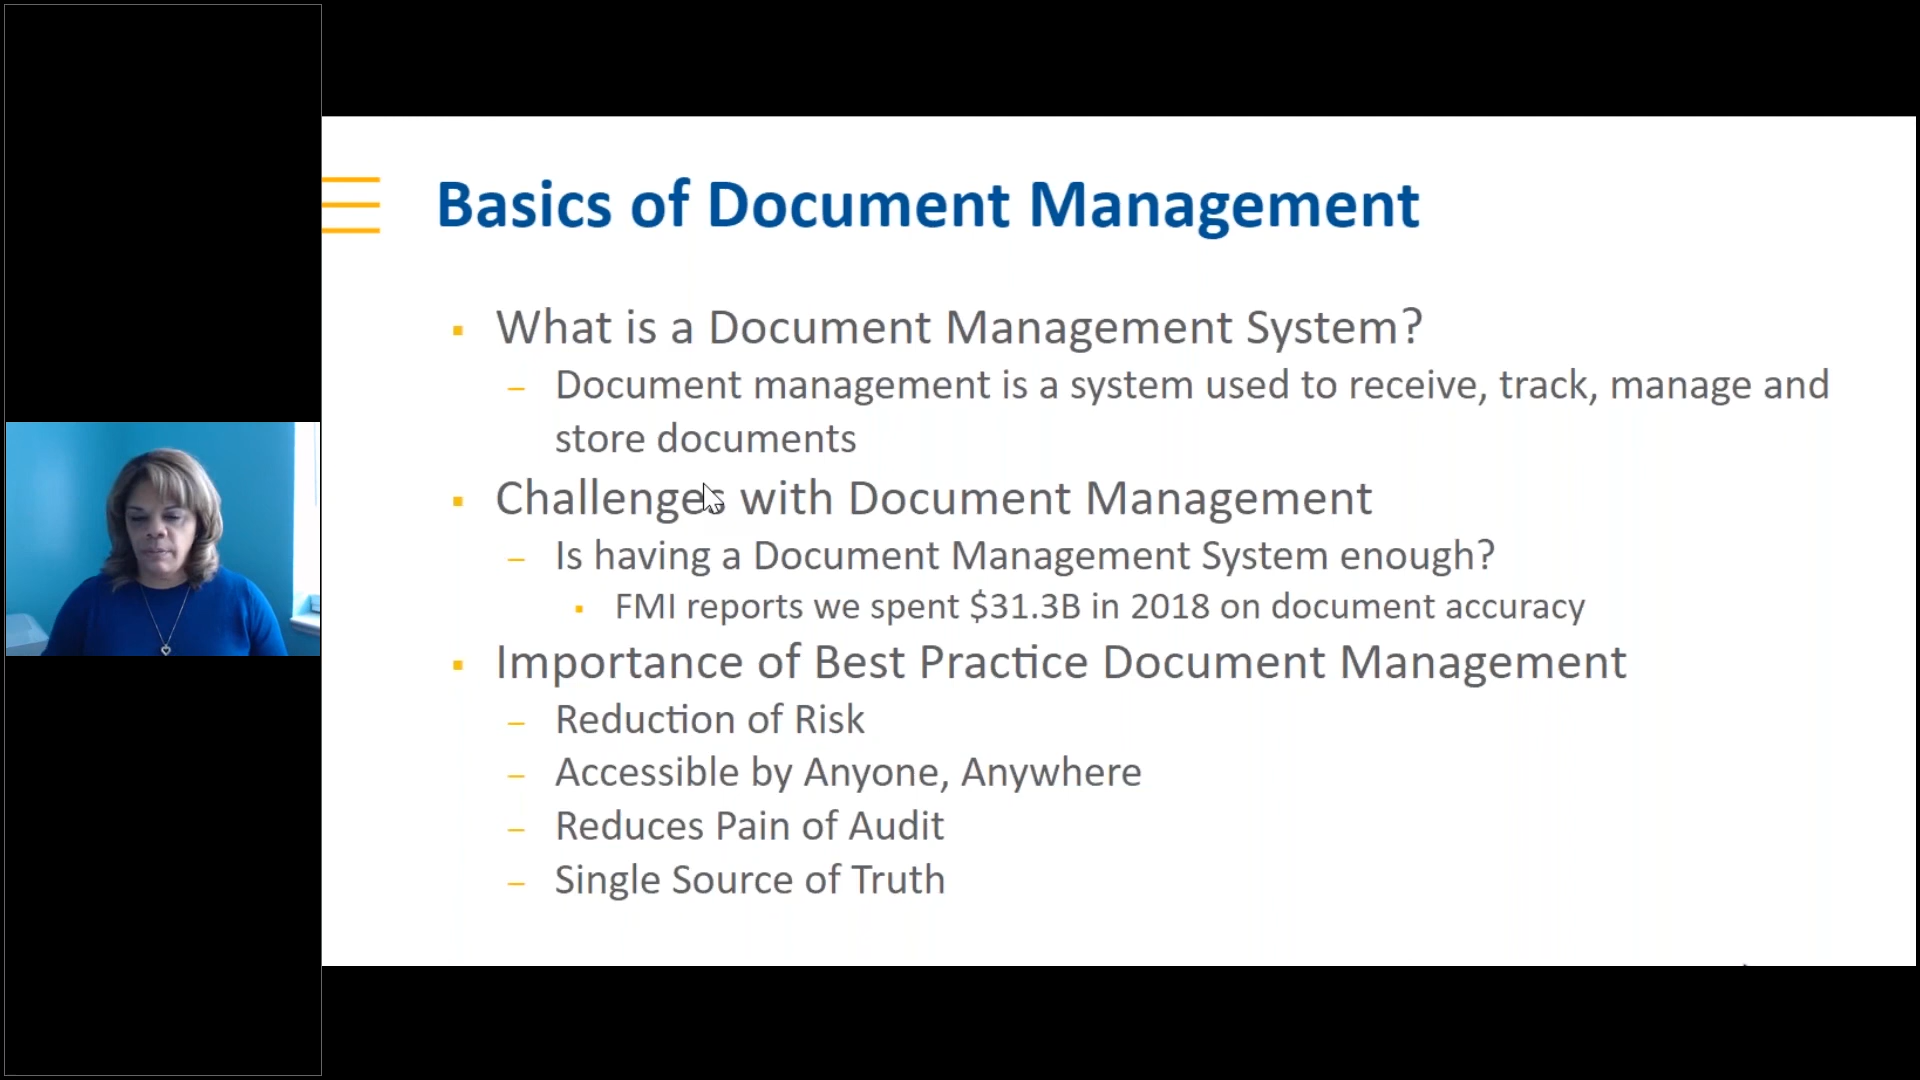 Basics of Document Management
What is a Document Management System?
Document management is a system used to receive, track, manage and
store documents
Challenges with Document Management
Is having a Document Management System enough?
FMI reports we spent $31.3B in 2018 on document accuracy
Importance of Best Practice Document Management
Reduction of Risk
Accessible by Anyone, Anywhere
Reduces Pain of Audit
Single Source of Truth